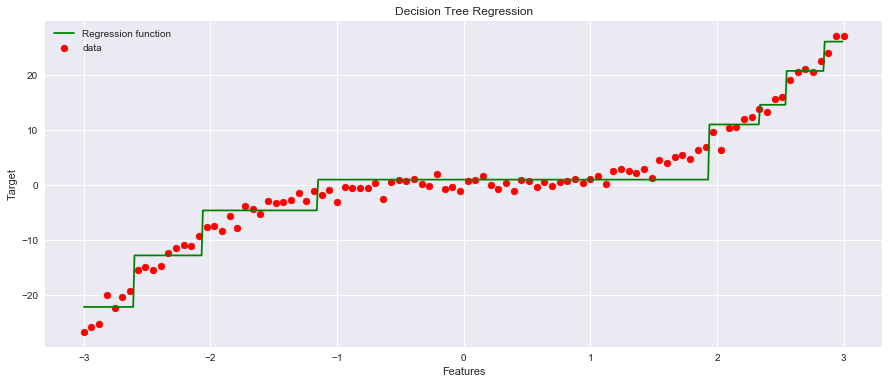 Decision Tree Regression
Regression function
data
Target
20
10
0
−10
−20
−3
−2
−1
0
1
2
3
Features